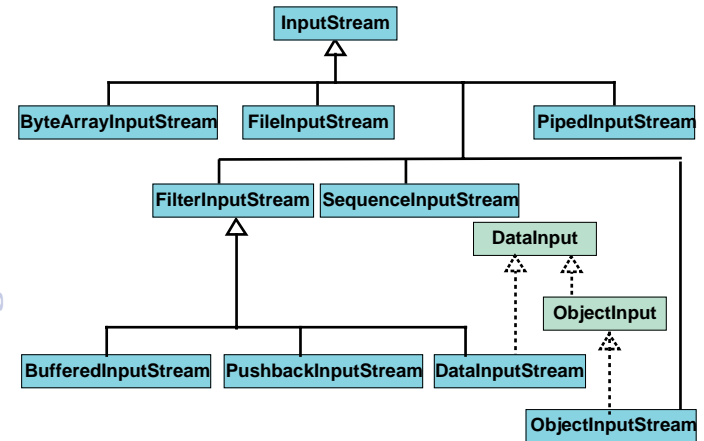 InputStream
ByteArrayInputStream
FileInputStream
PipedInputStream
FilterInputStream
SequenceInputStream
DataInput
ObjectInput
BufferedInputStream
PushbackInputStream
DataInputStream
ObjectInputStream